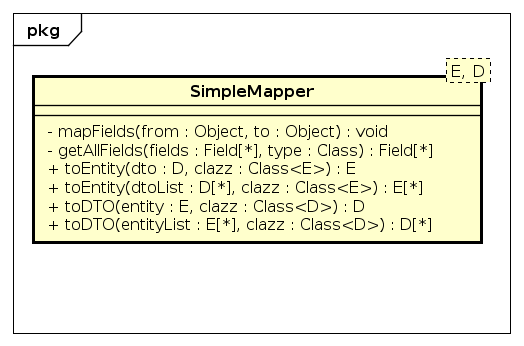 pkg
E, D
SimpleMapper
- mapFields(from : Object, to : Object) : void
- getAllFields(fields : Field[*], type : Class) : Field[*]
+ toEntity(dto : D, clazz : Class<E>) : E
+ toEntity(dtoList : D[*], clazz : Class<E>) : E[*]
+ toDTO(entity : E, clazz : Class<D>) : D
+ toDTO(entityList : E[*], clazz : Class<D>) : D[*]